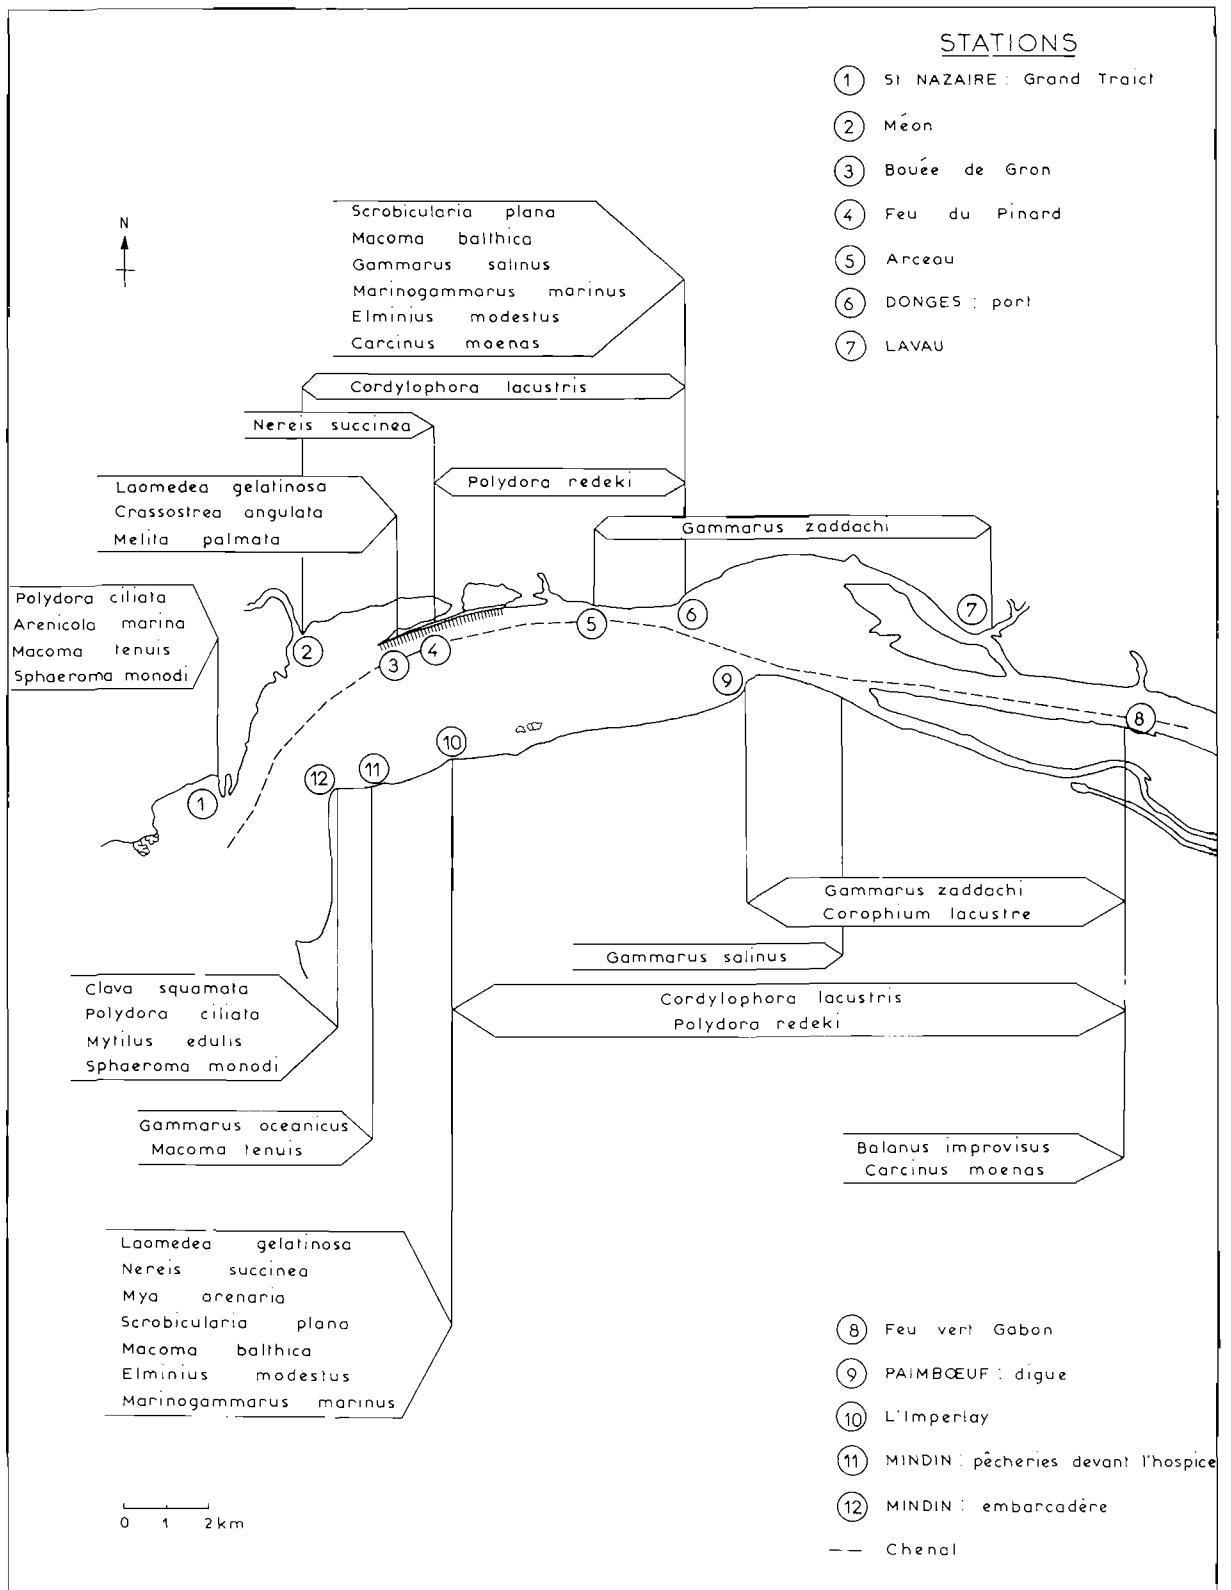 STATIONS
1 St NAZAIRE : Grand Traict
2 Méon
3 Bouée de Gron
4 Feu du Pinard
5 Arceau
6 DONGES : port
7 LAVAU
N
Scrobicularia plana
Macoma balthica
Gammarus salinus
Marinogammarus marinus
Elminius modestus
Carcinus moenas
Cordylophora lacustris
Nereis succinea
Polydora redeki
Laomedea gelatinosa
Crassostrea angulata
Melita palmata
Gammarus zaddachi
Polydora ciliata
Arenicola marina
Macoma tenuis
Sphaeroma monodi
7
6
5
2
4
3
9
8
10
11
12
1
Gammarus zaddachi
Corophium lacustre
Gammarus salinus
Clava squamata
Polydora ciliata
Mytilus edulis
Sphaeroma monodi
Cordylophora lacustris
Polydora redeki
Gammarus oceanicus
Macoma tenuis
Balanus improvisus
Carcinus moenas
Laomedea gelatinosa
Nereis succinea
Mya arenaria
Scrobicularia plana
Macoma balthica
Elminius modestus
Marinogammarus marinus
8 Feu vert Gabon
9 PAIMBŒUF : digue
10 L'Imperlay
11 MINDIN : pêcheries devant l'hospice
12 MINDIN : embarcadère
-- Chenal
0 1 2 km